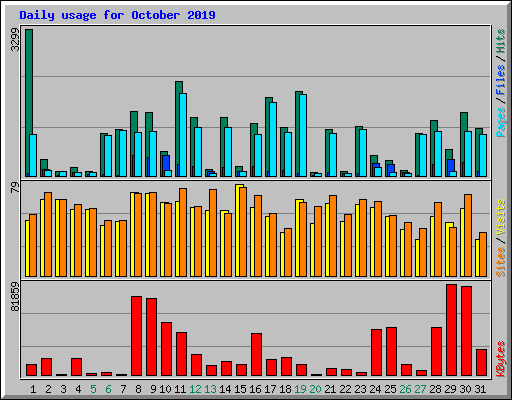 Daily usage for October 2019
3299
Pages / Files / Hits
79
Sites / Visits
81859
KBytes
1 2 3 4 5 6 7 8 9 10 11 12 13 14 15 16 17 18 19 20 21 22 23 24 25 26 27 28 29 30 31